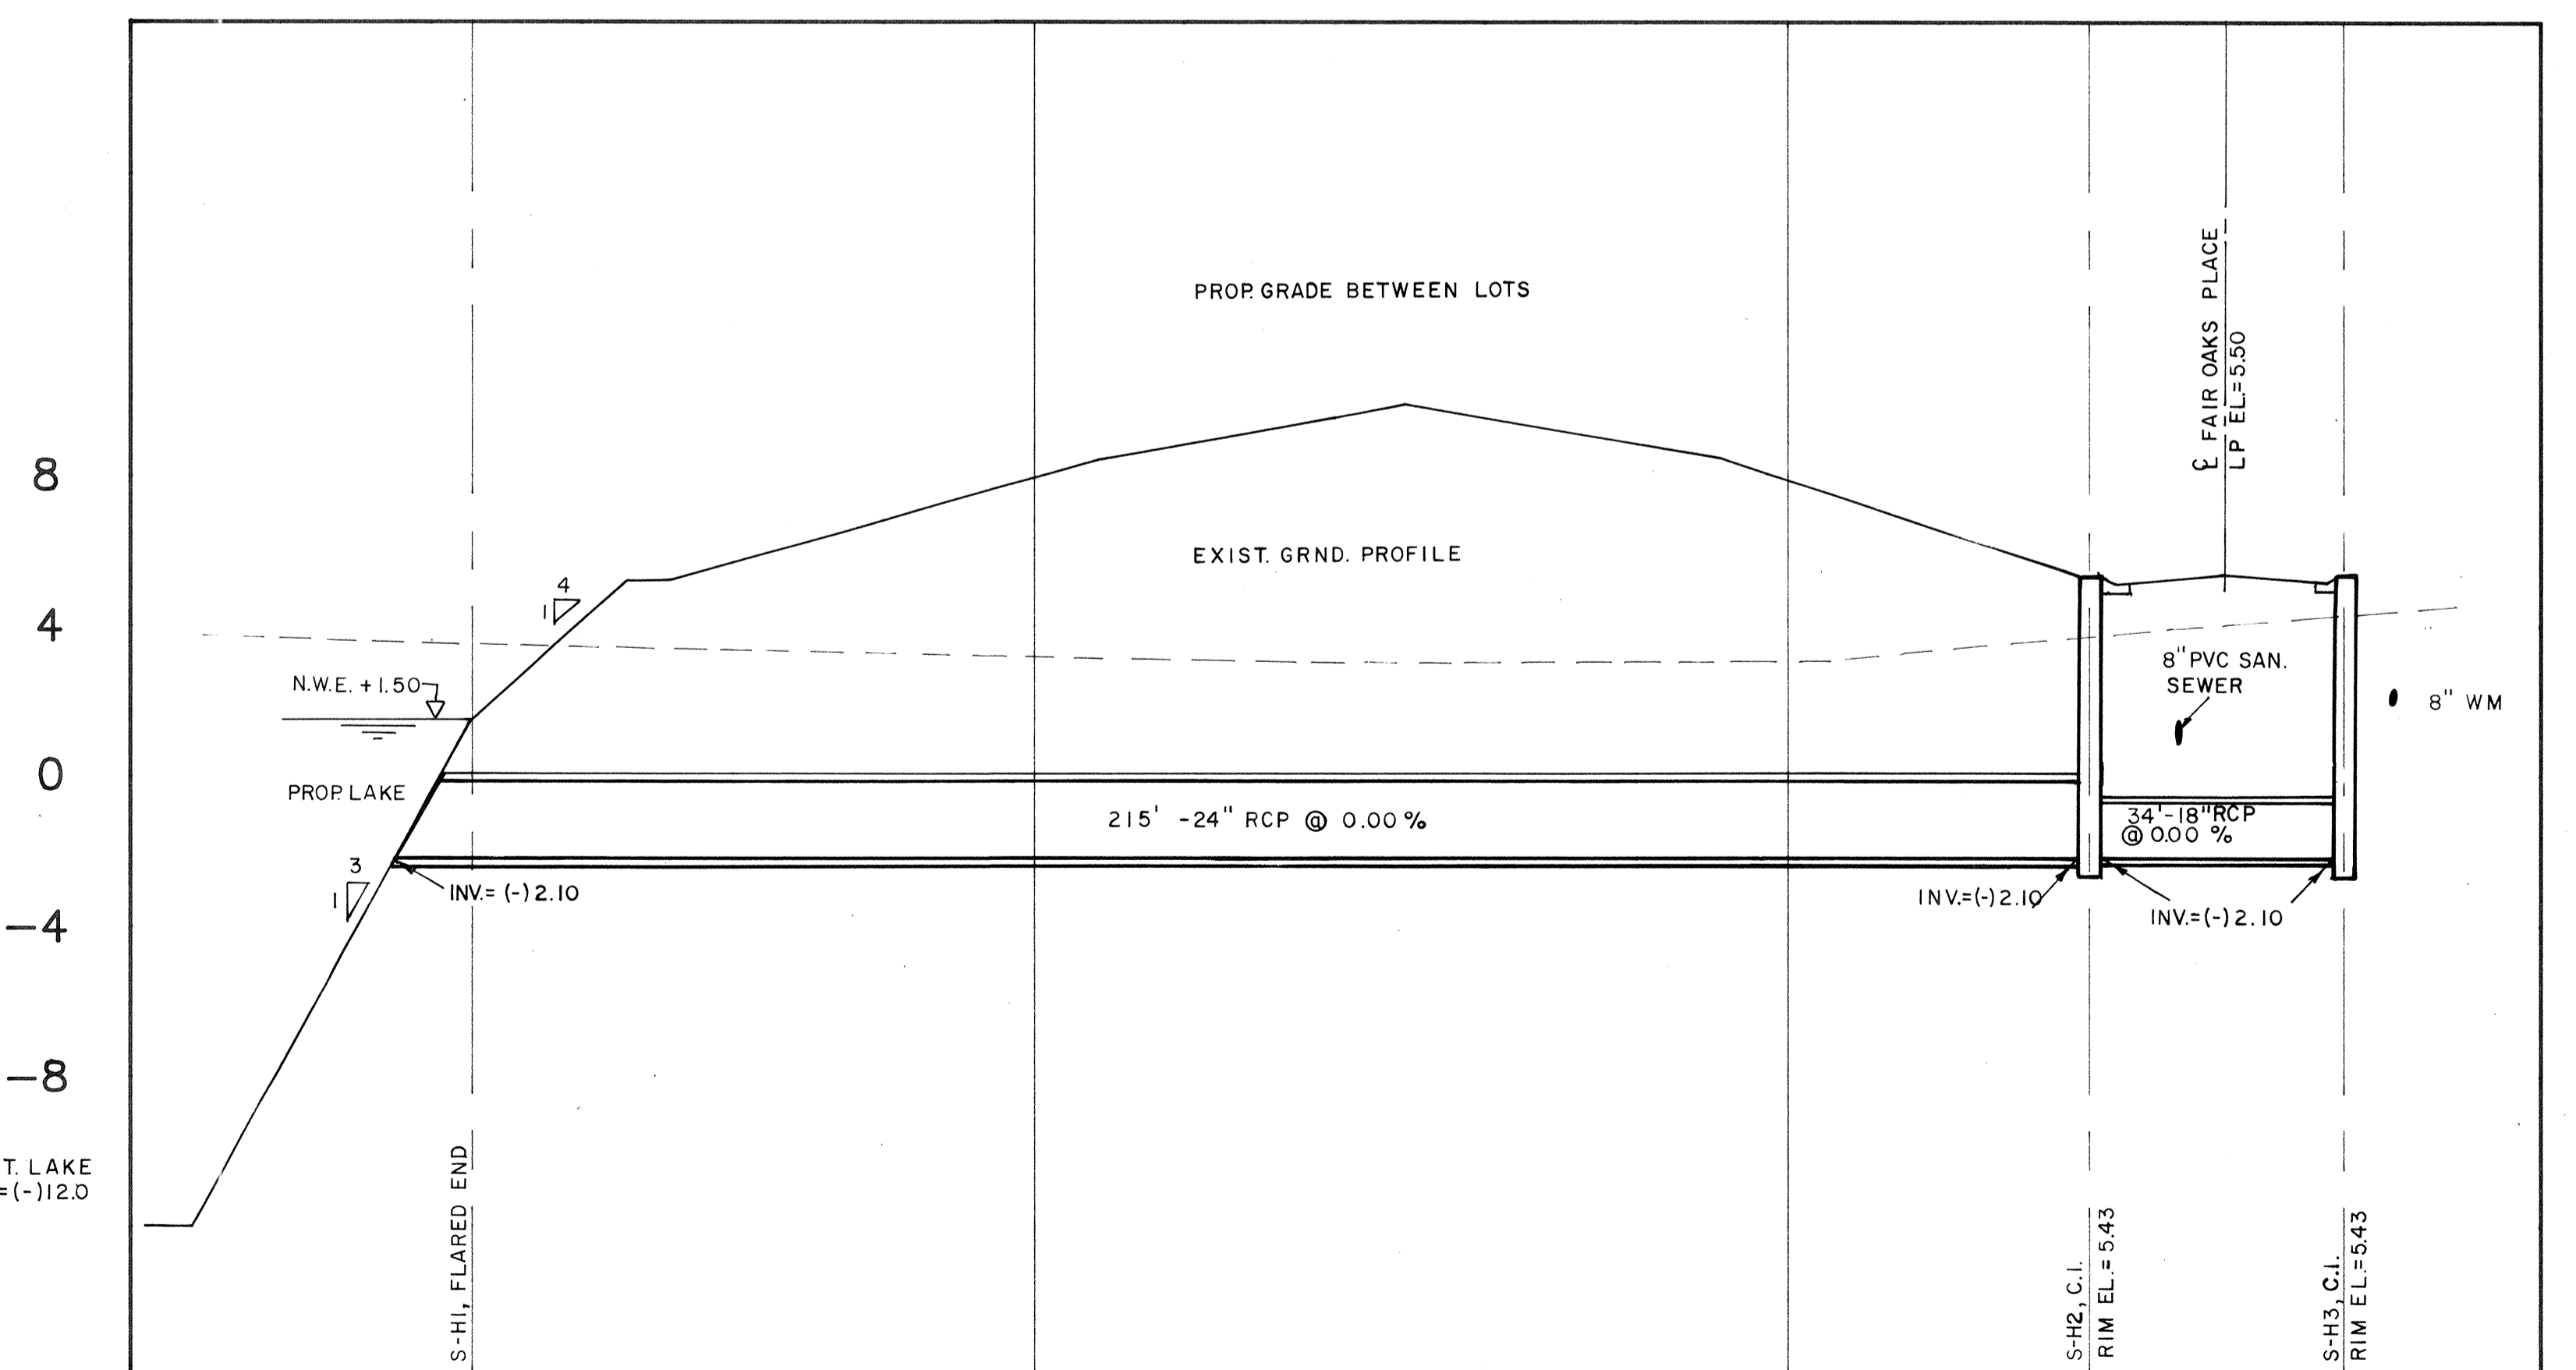 PROP. GRADE BETWEEN LOTS
℄ FAIR OAKS PLACE
LP EL.=5.50
8
EXIST. GRND. PROFILE
4
1
4
8" PVC SAN.
SEWER
N.W.E. +1.50
8" WM
0
PROP. LAKE
215' -24" RCP @ 0.00 %
34'-18" RCP
@ 0.00 %
3
1
INV.= (-) 2.10
INV.=(-) 2.10
INV.=(-) 2.10
-4
-8
T. LAKE
=(-)12.0
S-H1, FLARED END
S-H2, C.I.
RIM EL.= 5.43
S-H3, C.I.
RIM EL.=5.43